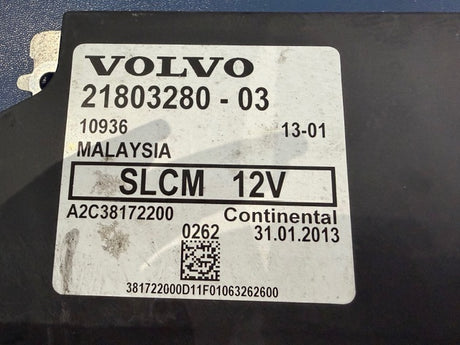 VOLVO
21803280 - 03
10936 13-01
MALAYSIA
SLCM 12V
A2C38172200 Continental
0262 31.01.2013
381722000D11F01063262600